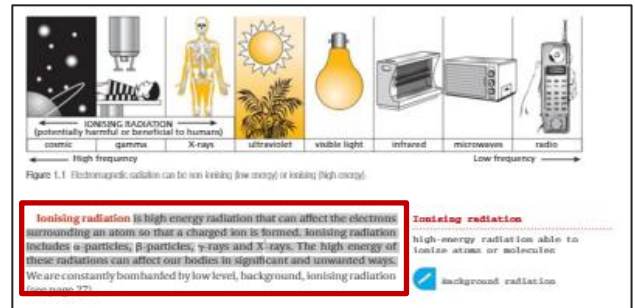 IONISING RADIATION
(potentially harmful or beneficial to humans)
cosmic gamma X-rays ultraviolet visible light infrared microwaves radio
High frequency Low frequency
Figure 1.1 Electromagnetic radiation can be non-ionising (low energy) or ionising (high energy).
Ionising radiation is high energy radiation that can affect the electrons
surrounding an atom so that a charged ion is formed. Ionising radiation
includes α-particles, β-particles, γ-rays and X-rays. The high energy of
these radiations can affect our bodies in significant and unwanted ways.
We are constantly bombarded by low level, background, ionising radiation
(see page 27)
Ionising radiation
high-energy radiation able to
ionise atoms or molecules
background radiation